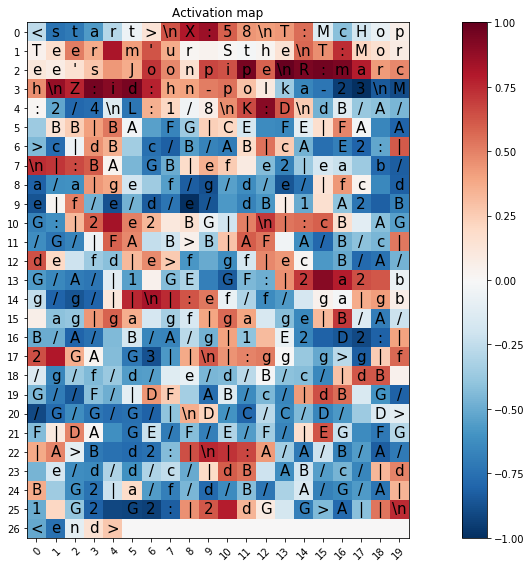 Activation map
0 < s t a r t > \n X : 5 8 \n T : M c H o p
1 T e e r m ' u r S t h e \n T : M o r
2 e e ' s J o o n p i p e \n R : m a r c
3 h \n Z : i d : h n - p o l k a - 2 3 \n M
4 : 2 / 4 \n L : 1 / 8 \n K : D \n d B / A /
5 B B | B A F G | C E F E | F A A
6 > c | d B c / B / A B | c A E 2 : |
7 \n | : B A G B | e f e 2 | e a b /
8 a / a | g e f / g / d / e / | f c d
9 e | f / e / d / e / d B | 1 A 2 B
10 G : | 2 e 2 B G | | \n | : c B A G
11 / G / | F A B > B | A F A / B / c |
12 d e f d | e > f g f | e c B / A /
13 G / A / | 1 G E G F : | 2 a 2 b
14 g / g / | \n | : e f / f / g a | g b
15 a g | g a g f | g a g e | B / A /
16 B / A / B / A / g | 1 E 2 D 2 : |
17 2 G A G 3 | | \n | : g g g > g | f
18 / g / f / d / e / d / B / c / | d B
19 G / / F / | D F A B / c / | d B G /
20 / G / G / G / | \n D / C / C / D / D >
21 F | D A G E / F / E / F / | E G F G
22 | A > B d 2 : | \n | : A / A / B / A /
23 e / d / d / c / | d B A B / c / | d
24 B G 2 | a / f / d / B / A / G / A |
25 1 G 2 G 2 : | 2 d G G > A | | \n
26 < e n d >
0 1 2 3 4 5 6 7 8 9 10 11 12 13 14 15 16 17 18 19
1.00
0.75
0.50
0.25
0.00
−0.25
−0.50
−0.75
−1.00